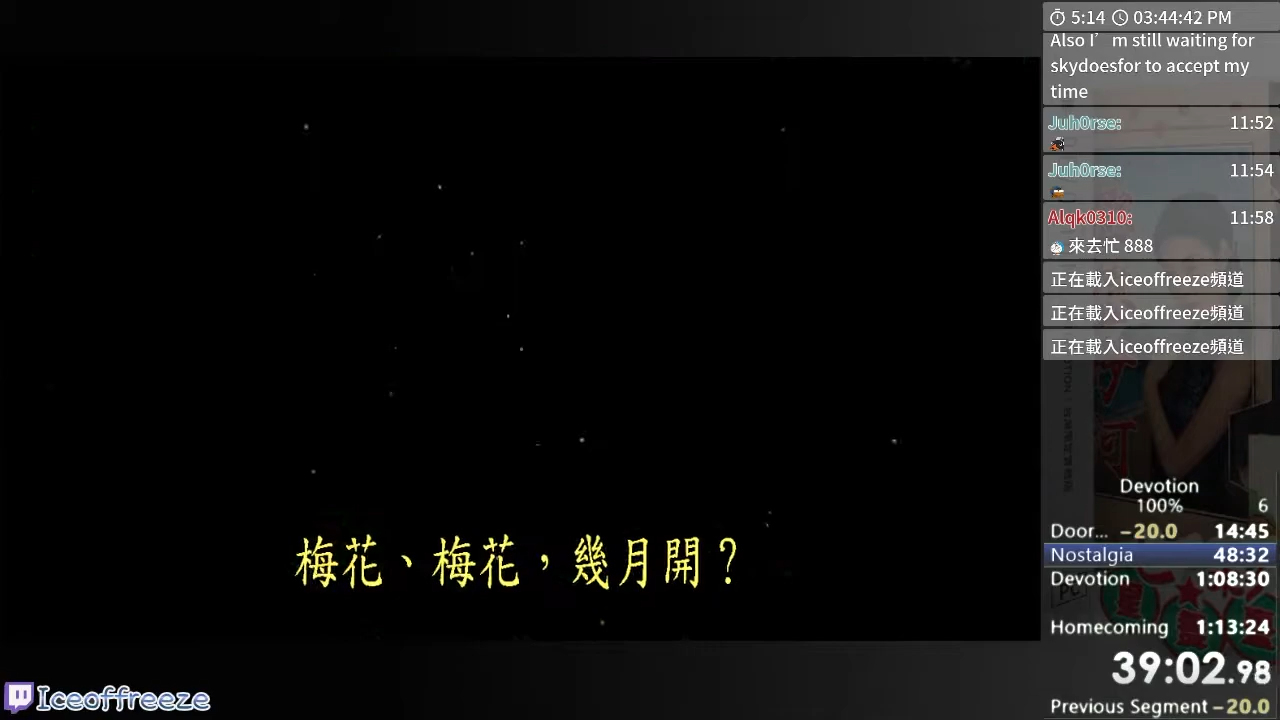 5:14 03:44:42 PM
Also I’m still waiting for
skydoesfor to accept my
time
Juh0rse: 11:52
Juh0rse: 11:54
Alqk0310: 11:58
來去忙 888
正在載入iceoffreeze頻道
正在載入iceoffreeze頻道
正在載入iceoffreeze頻道
Devotion
100% 6
Door... −20.0 14:45
Nostalgia 48:32
Devotion 1:08:30
Homecoming 1:13:24
39:02.98
Previous Segment −20.0
梅花、梅花，幾月開？
Iceoffreeze